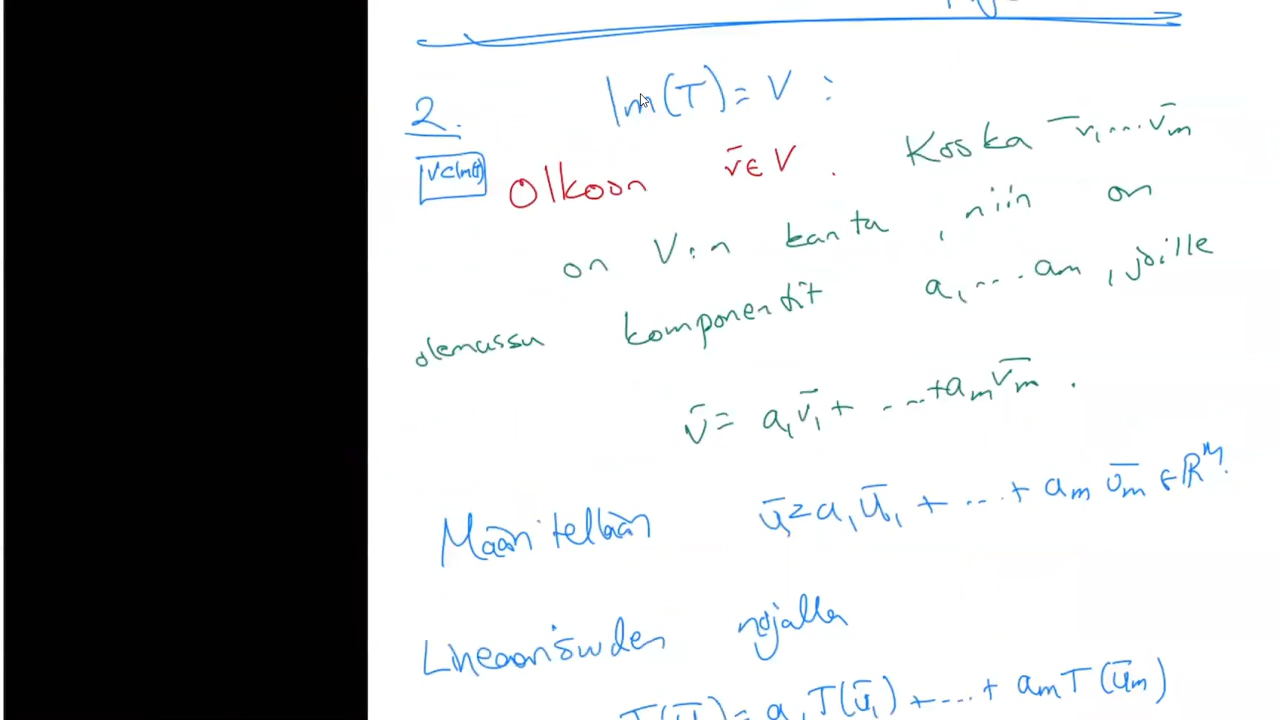 2. Im(T) = V :
V⊂Im(T) Olkoon v̄ ∈ V . Koska v̄₁ ... v̄ₘ
on V:n kanta , niin on
olemassa komponentit a₁ ... aₘ , joille
v̄ = a₁v̄₁ + ... + aₘv̄ₘ .
Määritellään ū = a₁ū₁ + ... + aₘūₘ ∈ ℝᵐ.
Lineaarisuuden nojalla
T(ū) = a₁T(ū₁) + .... + aₘT(ūₘ)